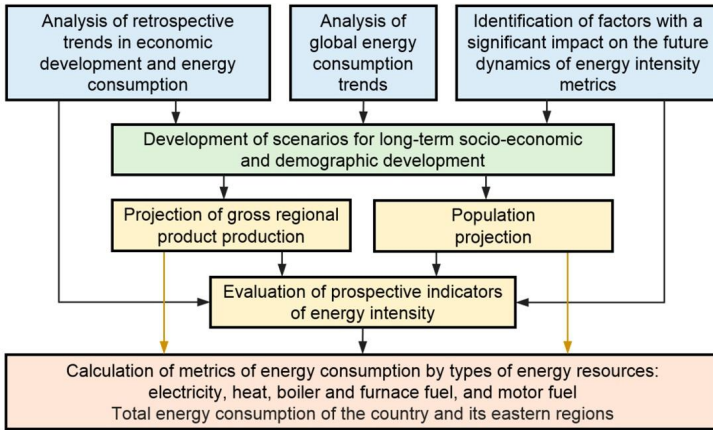 Analysis of retrospective
trends in economic
development and energy
consumption
Analysis of
global energy
consumption
trends
Identification of factors with a
significant impact on the future
dynamics of energy intensity
metrics
Development of scenarios for long-term socio-economic
and demographic development
Projection of gross regional
product production
Population
projection
Evaluation of prospective indicators
of energy intensity
Calculation of metrics of energy consumption by types of energy resources:
electricity, heat, boiler and furnace fuel, and motor fuel
Total energy consumption of the country and its eastern regions